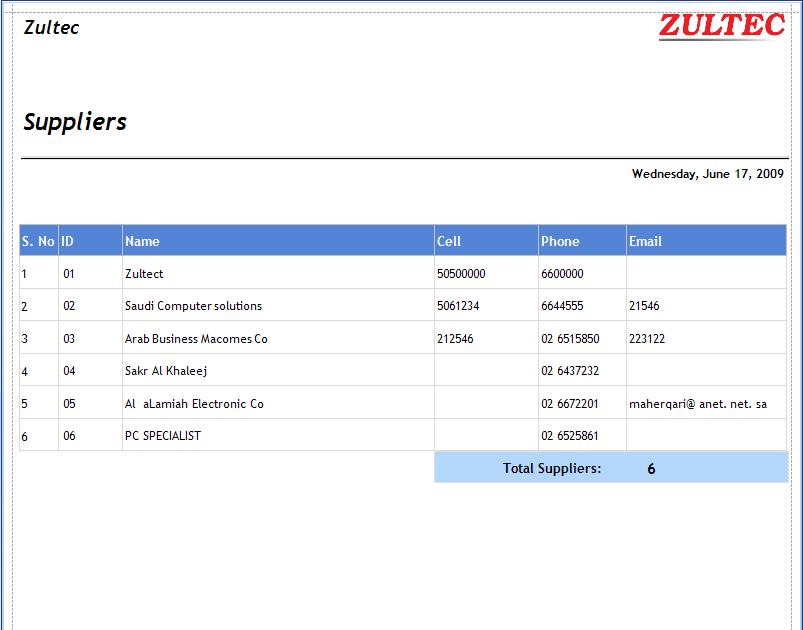 Zultec ZULTEC
Suppliers
Wednesday, June 17, 2009
S. No ID Name Cell Phone Email
1 01 Zultect 50500000 6600000
2 02 Saudi Computer solutions 5061234 6644555 21546
3 03 Arab Business Macomes Co 212546 02 6515850 223122
4 04 Sakr Al Khaleej 02 6437232
5 05 Al aLamiah Electronic Co 02 6672201 maherqari@ anet. net. sa
6 06 PC SPECIALIST 02 6525861
Total Suppliers: 6